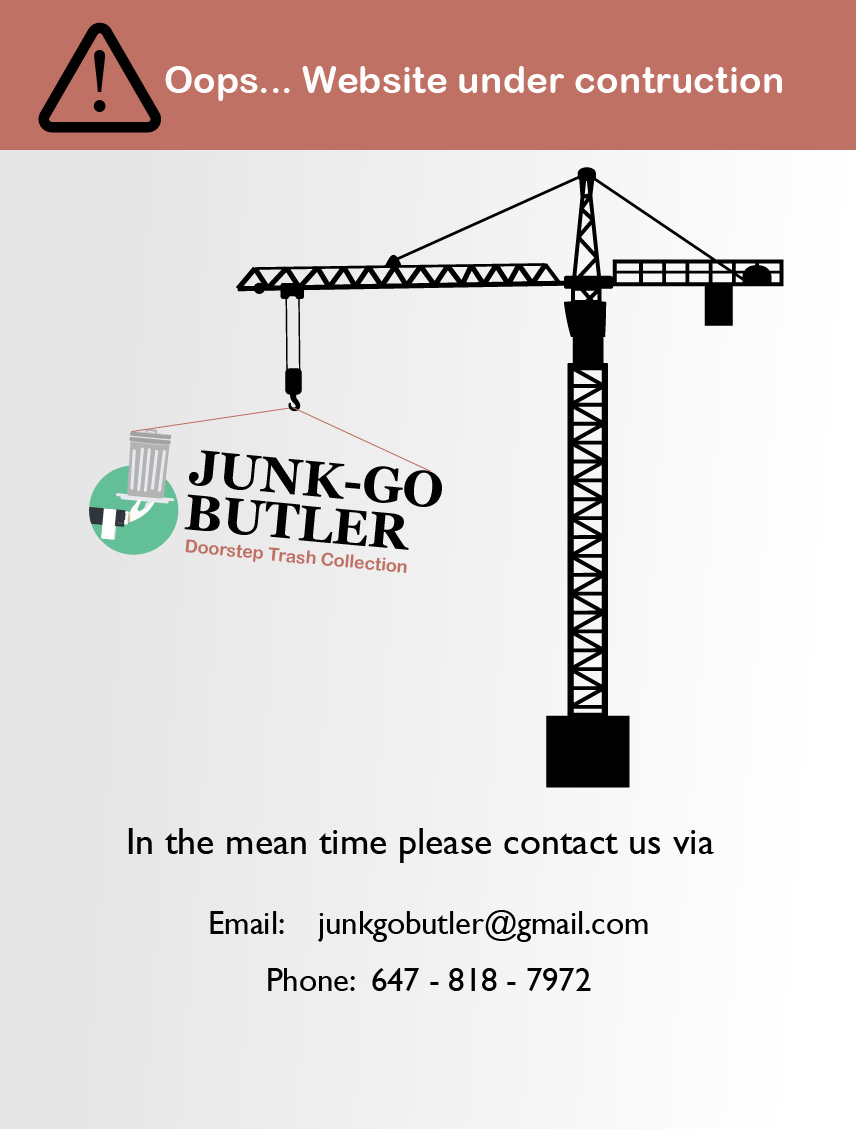 Oops... Website under contruction
JUNK-GO
BUTLER
Doorstep Trash Collection
In the mean time please contact us via
Email: junkgobutler@gmail.com
Phone: 647 - 818 - 7972